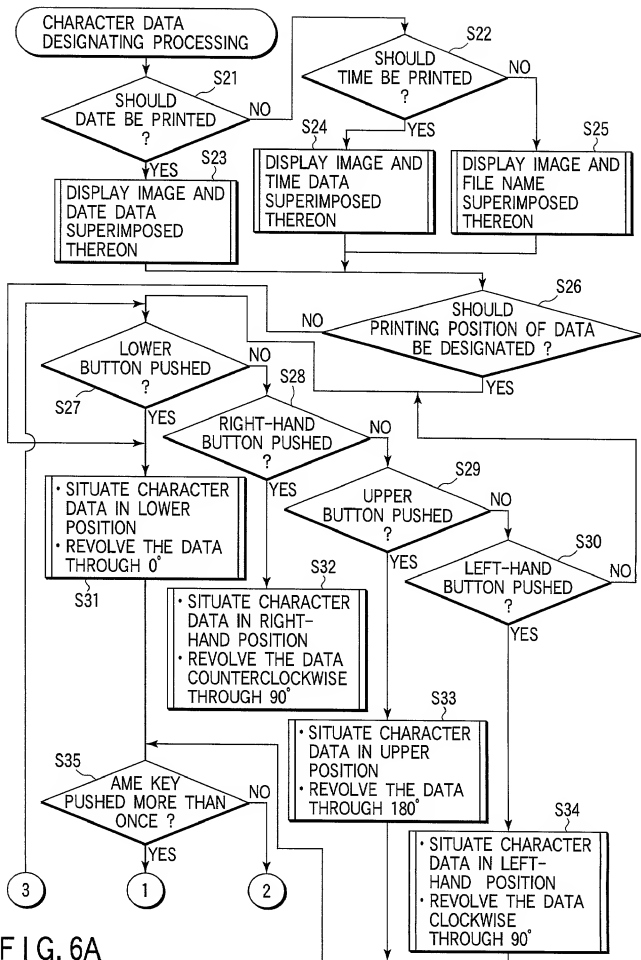 CHARACTER DATA
DESIGNATING PROCESSING
S21
SHOULD
DATE BE PRINTED
?
NO
YES
S22
SHOULD
TIME BE PRINTED
?
NO
YES
S23
DISPLAY IMAGE AND
DATE DATA
SUPERIMPOSED
THEREON
S24
DISPLAY IMAGE AND
TIME DATA
SUPERIMPOSED
THEREON
S25
DISPLAY IMAGE AND
FILE NAME
SUPERIMPOSED
THEREON
S26
SHOULD
PRINTING POSITION OF DATA
BE DESIGNATED ?
NO
YES
LOWER
BUTTON PUSHED
?
S27
NO
YES
S28
RIGHT-HAND
BUTTON PUSHED
?
NO
YES
S29
UPPER
BUTTON PUSHED
?
NO
YES
S30
LEFT-HAND
BUTTON PUSHED
?
NO
YES
• SITUATE CHARACTER
DATA IN LOWER
POSITION
• REVOLVE THE DATA
THROUGH 0°
S31
S32
• SITUATE CHARACTER
DATA IN RIGHT-
HAND POSITION
• REVOLVE THE DATA
COUNTERCLOCKWISE
THROUGH 90°
S33
• SITUATE CHARACTER
DATA IN UPPER
POSITION
• REVOLVE THE DATA
THROUGH 180°
S34
• SITUATE CHARACTER
DATA IN LEFT-
HAND POSITION
• REVOLVE THE DATA
CLOCKWISE
THROUGH 90°
S35
AME KEY
PUSHED MORE THAN
ONCE ?
NO
YES
3
1
2
FIG. 6A